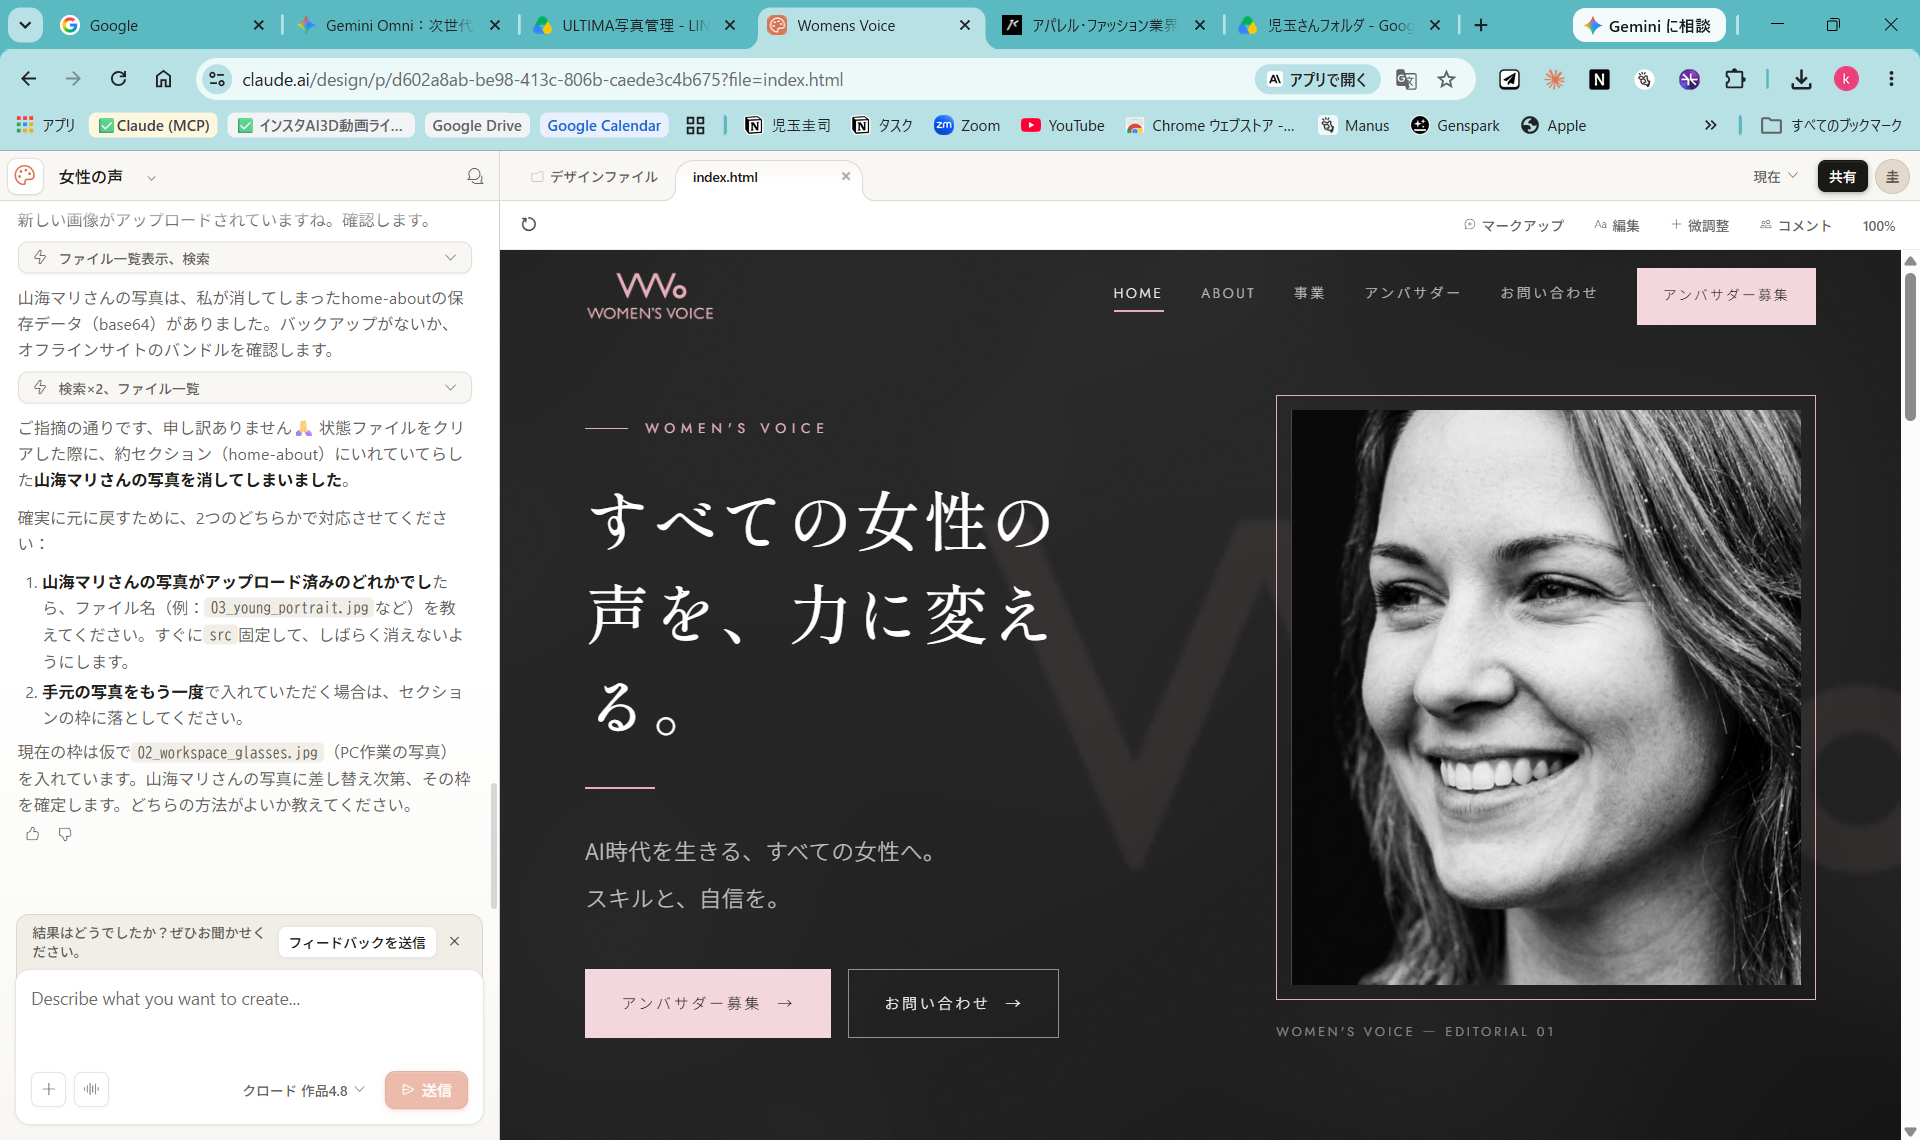 Google
Gemini Omni：次世代
ULTIMA写真管理 - LIN
Womens Voice
アパレル・ファッション業界
児玉さんフォルダ - Goog
Gemini に相談
claude.ai/design/p/d602a8ab-be98-413c-806b-caede3c4b675?file=index.html
アプリで開く
k
アプリ
Claude (MCP)
インスタAI3D動画ライ...
Google Drive
Google Calendar
児玉圭司
タスク
Zoom
YouTube
Chrome ウェブストア -...
Manus
Genspark
Apple
すべてのブックマーク
女性の声
デザインファイル
index.html
現在
共有
圭
マークアップ
Aa 編集
微調整
コメント
100%
新しい画像がアップロードされていますね。確認します。
ファイル一覧表示、検索
山海マリさんの写真は、私が消してしまったhome-aboutの保
存データ（base64）がありました。バックアップがないか、
オフラインサイトのバンドルを確認します。
検索×2、ファイル一覧
ご指摘の通りです、申し訳ありません🙏 状態ファイルをクリ
アした際に、約セクション（home-about）にいれていてらし
た山海マリさんの写真を消してしまいました。
確実に元に戻すために、2つのどちらかで対応させてくださ
い：
1. 山海マリさんの写真がアップロード済みのどれかでした
ら、ファイル名（例：03_young_portrait.jpgなど）を教
えてください。すぐにsrc固定して、しばらく消えないよ
うにします。
2. 手元の写真をもう一度で入れていただく場合は、セクショ
ンの枠に落としてください。
現在の枠は仮で02_workspace_glasses.jpg（PC作業の写真）
を入れています。山海マリさんの写真に差し替え次第、その枠
を確定します。どちらの方法がよいか教えてください。
結果はどうでしたか？ぜひお聞かせく
ださい。
フィードバックを送信
Describe what you want to create...
クロード 作品4.8
送信
WOMEN'S VOICE
HOME
ABOUT
事業
アンバサダー
お問い合わせ
アンバサダー募集
WOMEN'S VOICE
すべての女性の
声を、力に変え
る。
AI時代を生きる、すべての女性へ。
スキルと、自信を。
アンバサダー募集 →
お問い合わせ →
WOMEN'S VOICE — EDITORIAL 01